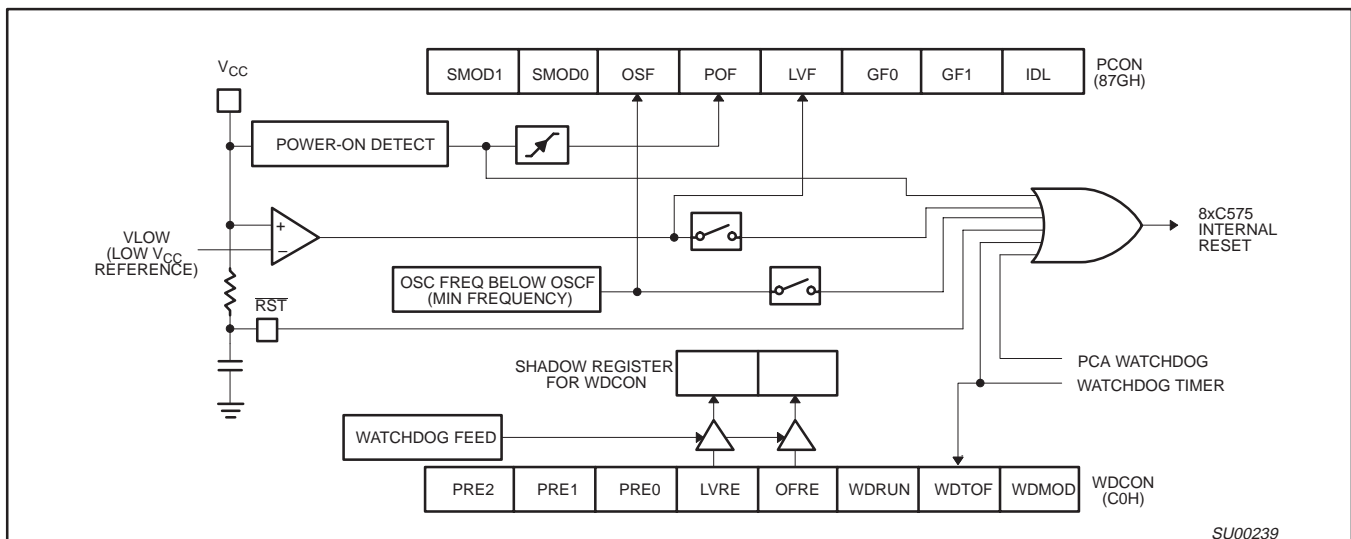 VCC
SMOD1 SMOD0 OSF POF LVF GF0 GF1 IDL
PCON
(87GH)
POWER-ON DETECT
+
–
VLOW
(LOW VCC
REFERENCE)
8xC575
INTERNAL
RESET
OSC FREQ BELOW OSCF
(MIN FREQUENCY)
RST
PCA WATCHDOG
WATCHDOG TIMER
SHADOW REGISTER
FOR WDCON
WATCHDOG FEED
PRE2 PRE1 PRE0 LVRE OFRE WDRUN WDTOF WDMOD
WDCON
(C0H)
SU00239